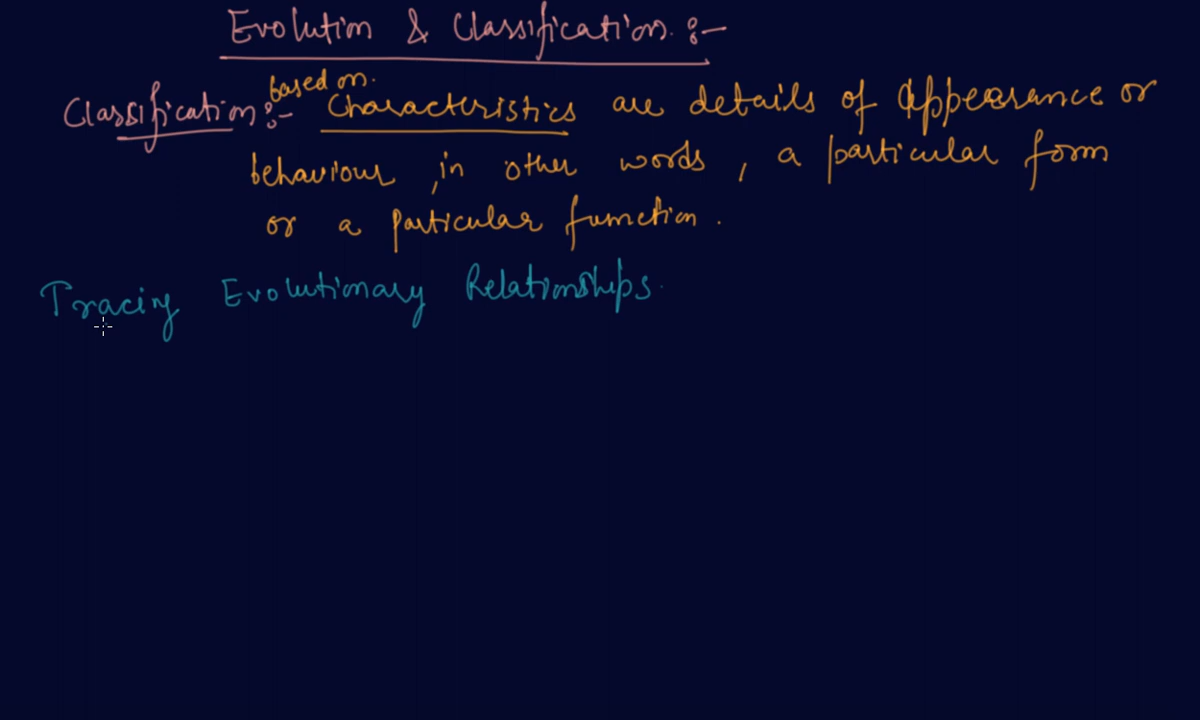 Evolution & Classification :-
Classification :- based on. Characteristics are details of appearance or
behaviour, in other words, a particular form
or a particular function.
Tracing Evolutionary Relationships.